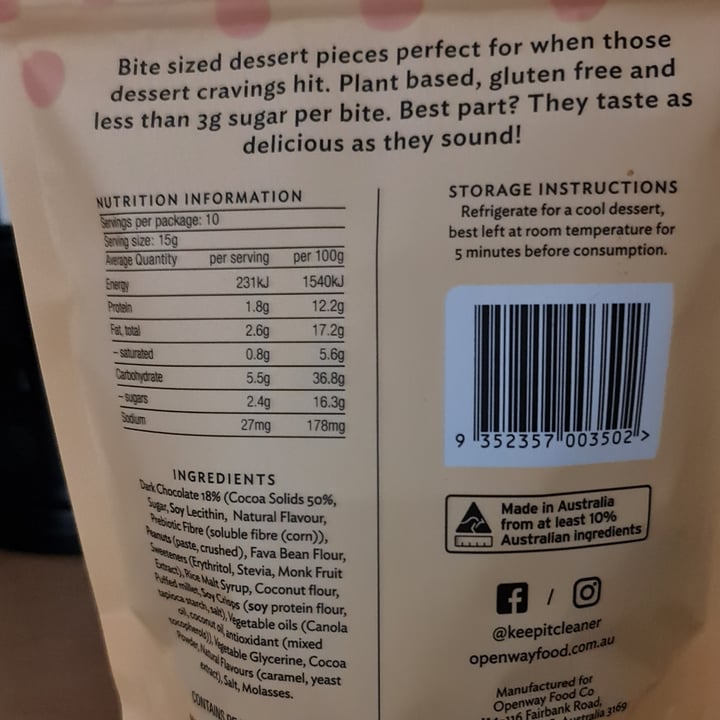 Bite sized dessert pieces perfect for when those
dessert cravings hit. Plant based, gluten free and
less than 3g sugar per bite. Best part? They taste as
delicious as they sound!
NUTRITION INFORMATION
Servings per package: 10
Serving size: 15g
Average Quantity per serving per 100g
Energy 231kJ 1540kJ
Protein 1.8g 12.2g
Fat, total 2.6g 17.2g
– saturated 0.8g 5.6g
Carbohydrate 5.5g 36.8g
– sugars 2.4g 16.3g
Sodium 27mg 178mg
INGREDIENTS
Dark Chocolate 18% (Cocoa Solids 50%,
Sugar, Soy Lecithin, Natural Flavour,
Prebiotic Fibre (soluble fibre (corn)),
Peanuts (paste, crushed), Fava Bean Flour,
Sweeteners (Erythritol, Stevia, Monk Fruit
Extract), Rice Malt Syrup, Coconut flour,
Puffed millet, Soy Crisps (soy protein flour,
tapioca starch, salt), Vegetable oils (Canola
oil, coconut oil, antioxidant (mixed
tocopherols)), Vegetable Glycerine, Cocoa
Powder, Natural Flavours (caramel, yeast
extract), Salt, Molasses.
CONTAINS
STORAGE INSTRUCTIONS
Refrigerate for a cool dessert,
best left at room temperature for
5 minutes before consumption.
9 352357 003502 >
Made in Australia
from at least 10%
Australian ingredients
/
@keepitcleaner
openwayfood.com.au
Manufactured for
Openway Food Co
116 Fairbank Road,
Australia 3169